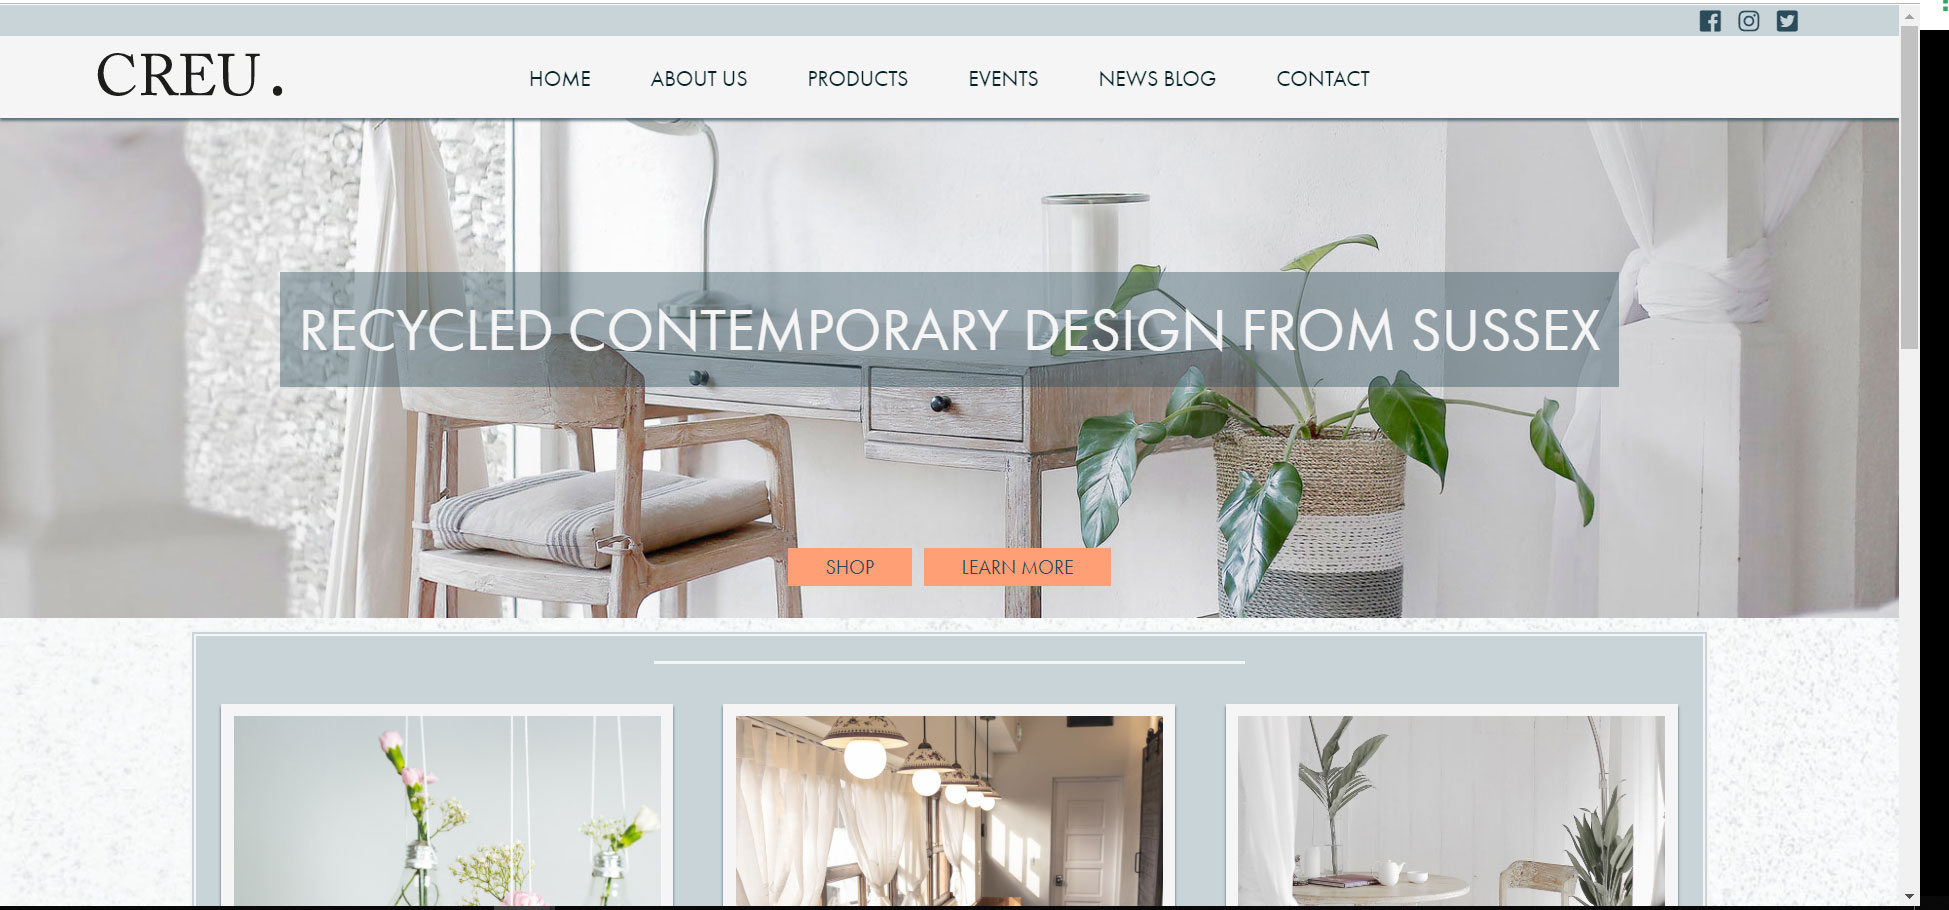 CREU.
HOME ABOUT US PRODUCTS EVENTS NEWS BLOG CONTACT
RECYCLED CONTEMPORARY DESIGN FROM SUSSEX
SHOP LEARN MORE